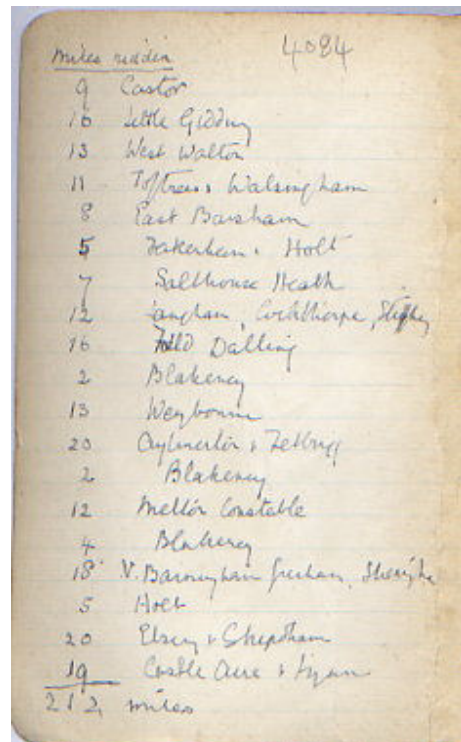 4084
Miles ridden
9 Castor
16 Little Gidding
13 West Walton
11 Toftrees & Walsingham
8 East Barsham
5 Fakenham & Holt
7 Salthouse Heath
12 Langham, Cockthorpe, Stiffkey
16 Field Dalling
2 Blakeney
13 Weybourne
20 Aylmerton & Felbrigg
2 Blakeney
12 Melton Constable
4 Blakeney
18 N. Barningham Gresham,
5 Holt
20 Elsing & Shipdham
19 Castle Acre & Lynn
212 miles